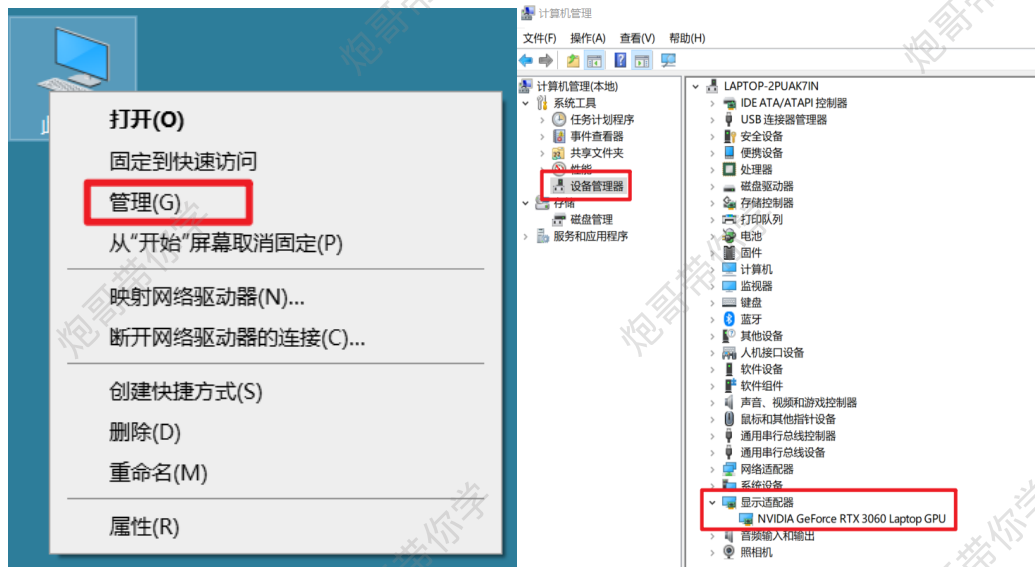 打开(O)
固定到快速访问
管理(G)
从"开始"屏幕取消固定(P)
映射网络驱动器(N)...
断开网络驱动器的连接(C)...
创建快捷方式(S)
删除(D)
重命名(M)
属性(R)
计算机管理
文件(F) 操作(A) 查看(V) 帮助(H)
计算机管理(本地)
系统工具
任务计划程序
事件查看器
共享文件夹
性能
设备管理器
存储
磁盘管理
服务和应用程序
LAPTOP-2PUAK7IN
IDE ATA/ATAPI 控制器
USB 连接器管理器
安全设备
便携设备
处理器
磁盘驱动器
存储控制器
打印队列
电池
固件
计算机
监视器
键盘
蓝牙
其他设备
人机接口设备
软件设备
软件组件
声音、视频和游戏控制器
鼠标和其他指针设备
通用串行总线控制器
通用串行总线设备
网络适配器
系统设备
显示适配器
NVIDIA GeForce RTX 3060 Laptop GPU
音频输入和输出
照相机
炮哥带你学